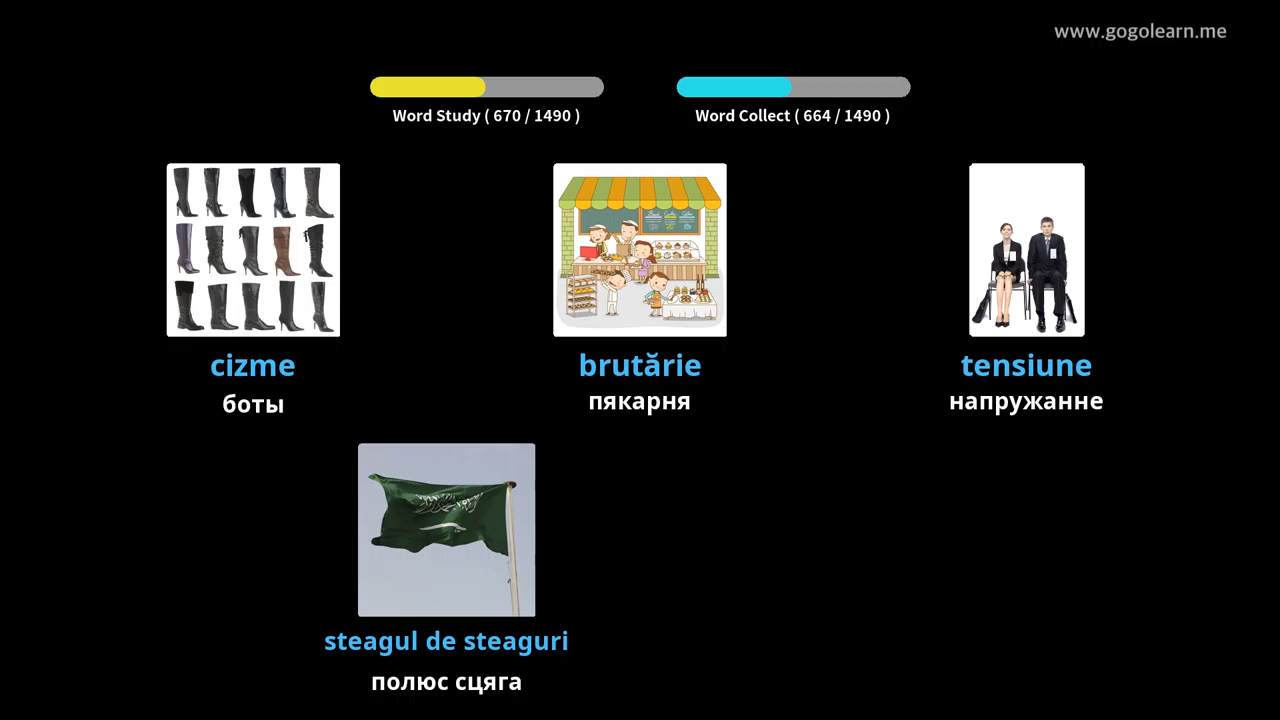 www.gogolearn.me
Word Study ( 670 / 1490 )
Word Collect ( 664 / 1490 )
cizme
боты
brutărie
пякарня
tensiune
напружанне
steagul de steaguri
полюс сцяга